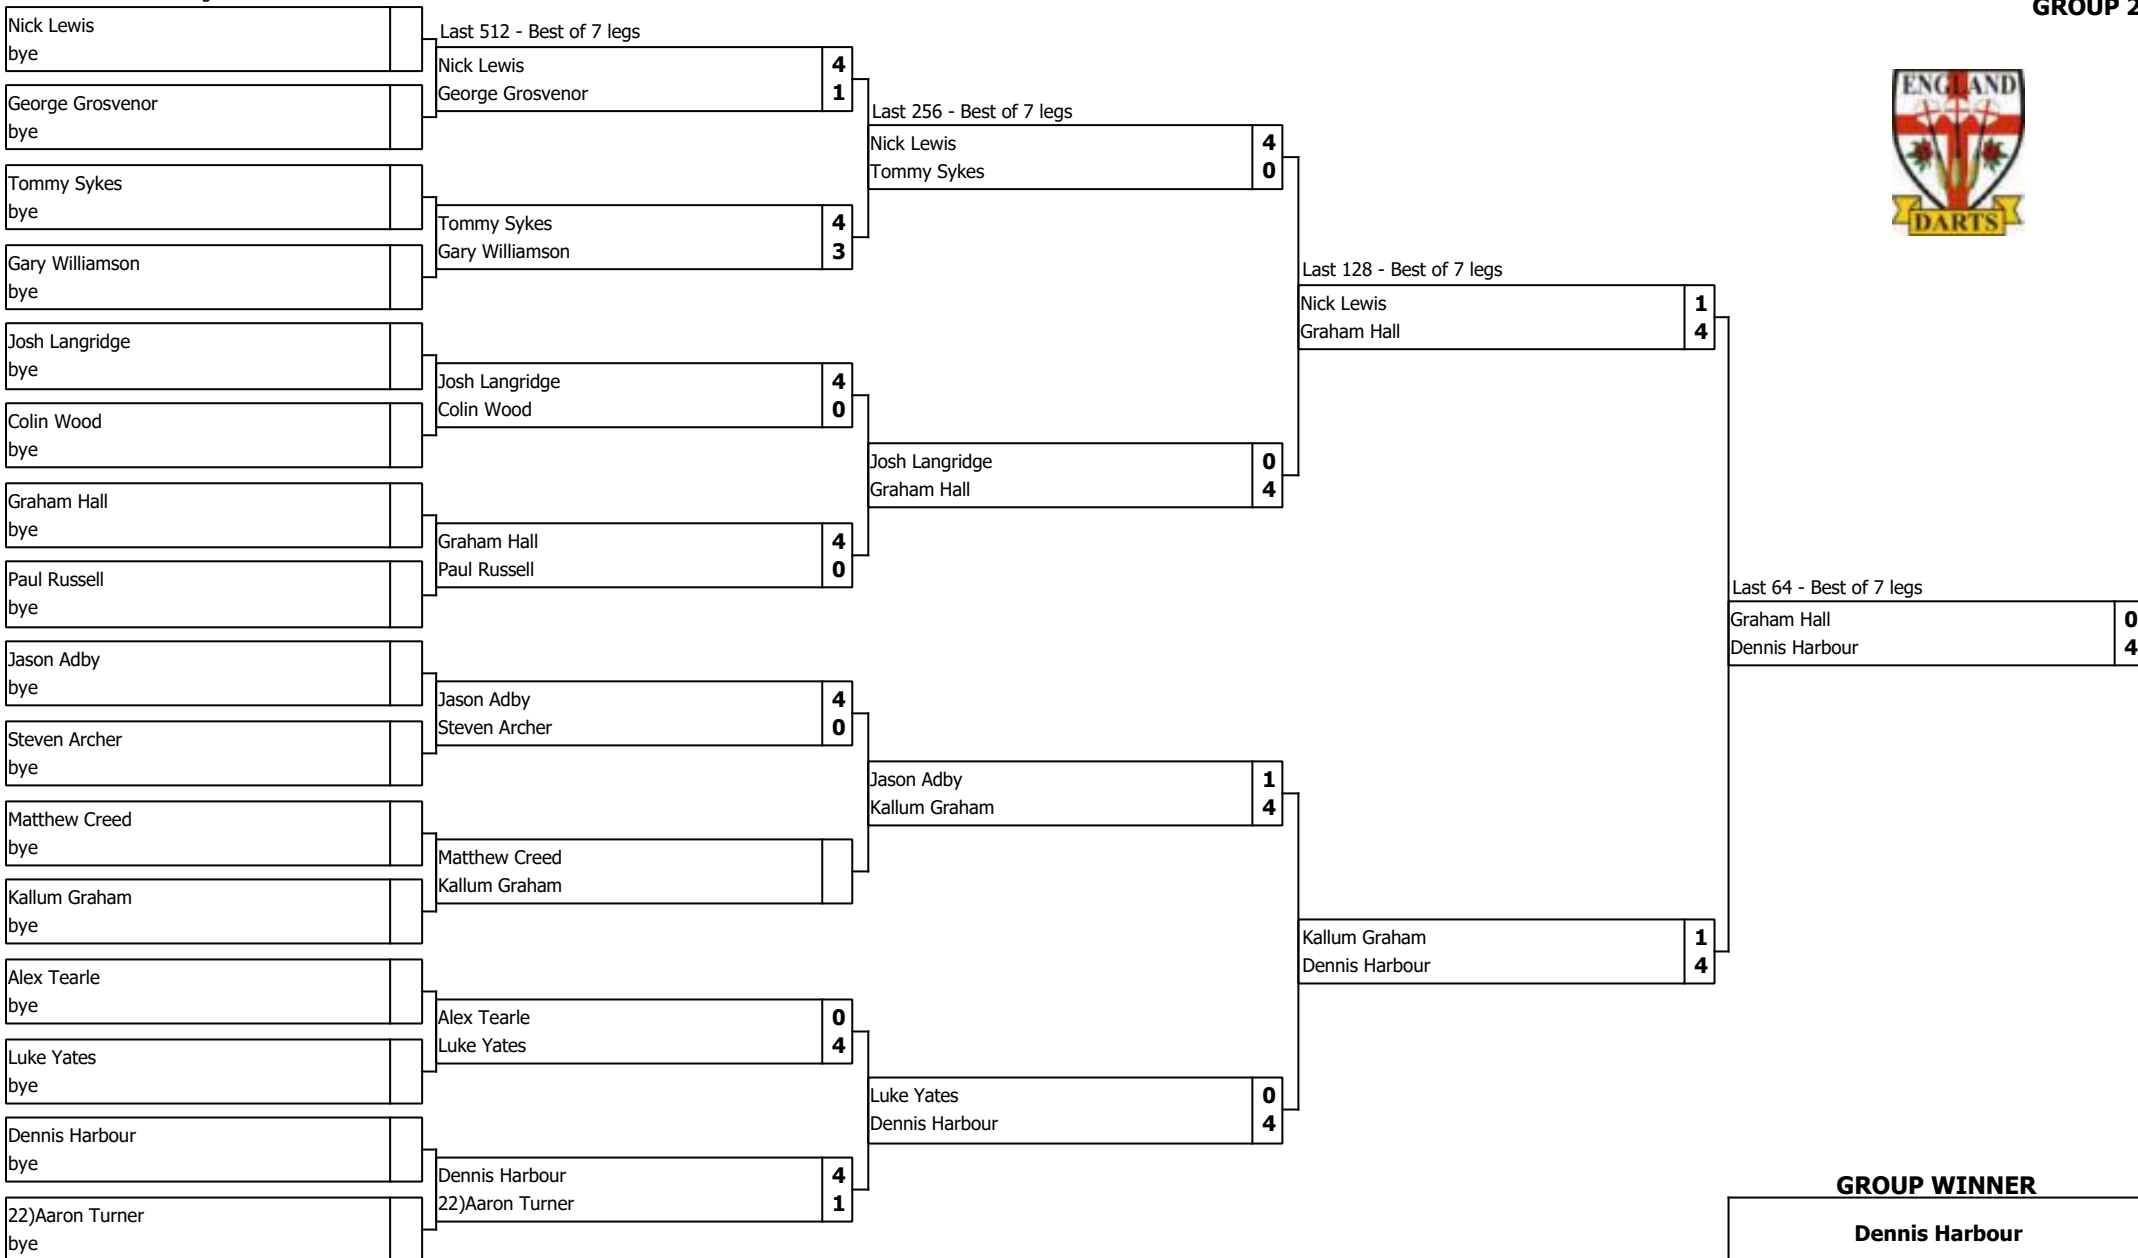 GROUP 2
Nick Lewis
bye
George Grosvenor
bye
Tommy Sykes
bye
Gary Williamson
bye
Josh Langridge
bye
Colin Wood
bye
Graham Hall
bye
Paul Russell
bye
Jason Adby
bye
Steven Archer
bye
Matthew Creed
bye
Kallum Graham
bye
Alex Tearle
bye
Luke Yates
bye
Dennis Harbour
bye
22)Aaron Turner
bye
Last 512 - Best of 7 legs
Nick Lewis 4
George Grosvenor 1
Tommy Sykes 4
Gary Williamson 3
Josh Langridge 4
Colin Wood 0
Graham Hall 4
Paul Russell 0
Jason Adby 4
Steven Archer 0
Matthew Creed
Kallum Graham
Alex Tearle 0
Luke Yates 4
Dennis Harbour 4
22)Aaron Turner 1
Last 256 - Best of 7 legs
Nick Lewis 4
Tommy Sykes 0
Josh Langridge 0
Graham Hall 4
Jason Adby 1
Kallum Graham 4
Luke Yates 0
Dennis Harbour 4
Last 128 - Best of 7 legs
Nick Lewis 1
Graham Hall 4
Kallum Graham 1
Dennis Harbour 4
ENGLAND
DARTS
Last 64 - Best of 7 legs
Graham Hall 0
Dennis Harbour 4
GROUP WINNER
Dennis Harbour